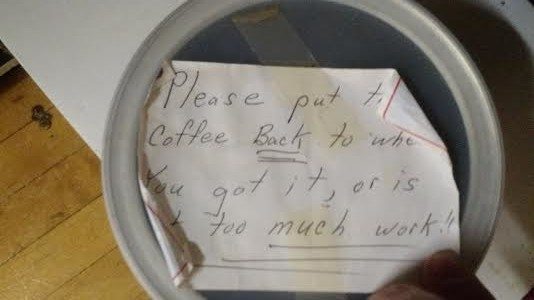 Please put
Coffee Back to
You got it, or is
too much work!!